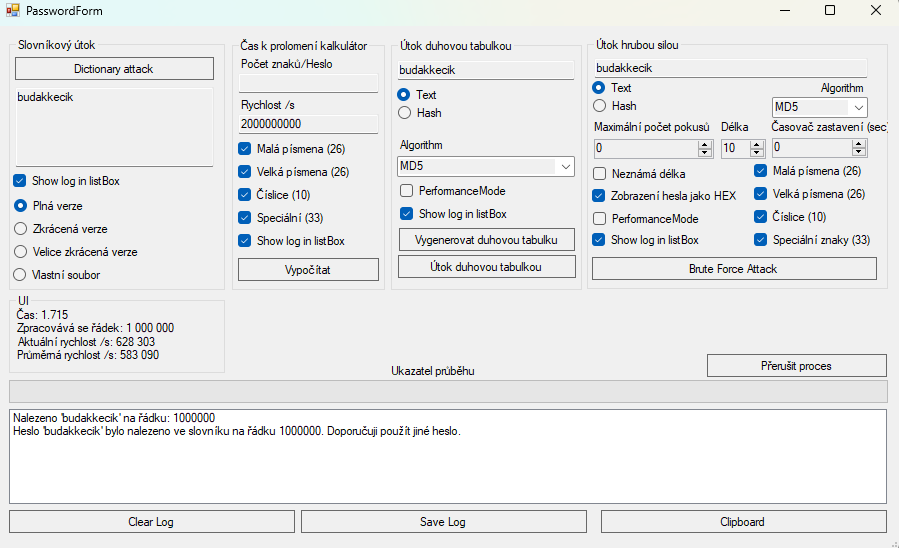 PasswordForm
Slovníkový útok
Dictionary attack
budakkecik
Show log in listBox
Plná verze
Zkrácená verze
Velice zkrácená verze
Vlastní soubor
Čas k prolomení kalkulátor
Počet znaků/Heslo
Rychlost /s
2000000000
Malá písmena (26)
Velká písmena (26)
Číslice (10)
Speciální (33)
Show log in listBox
Vypočítat
Útok duhovou tabulkou
budakkecik
Text
Hash
Algorithm
MD5
PerformanceMode
Show log in listBox
Vygenerovat duhovou tabulku
Útok duhovou tabulkou
Útok hrubou silou
budakkecik
Text
Hash
Algorithm
MD5
Maximální počet pokusů
Délka
Časovač zastavení (sec
0
10
0
Neznámá délka
Zobrazení hesla jako HEX
PerformanceMode
Show log in listBox
Malá písmena (26)
Velká písmena (26)
Číslice (10)
Speciální znaky (33)
Brute Force Attack
UI
Čas: 1.715
Zpracovává se řádek: 1 000 000
Aktuální rychlost /s: 628 303
Průměrná rychlost /s: 583 090
Ukazatel průběhu
Přerušit proces
Nalezeno 'budakkecik' na řádku: 1000000
Heslo 'budakkecik' bylo nalezeno ve slovníku na řádku 1000000. Doporučuji použít jiné heslo.
Clear Log
Save Log
Clipboard